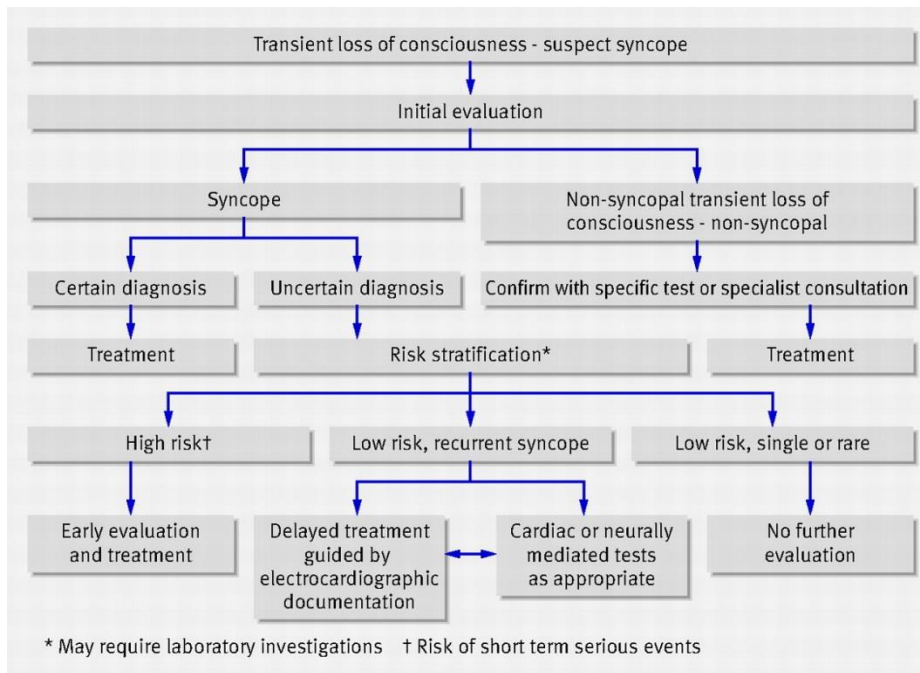 Transient loss of consciousness - suspect syncope
Initial evaluation
Syncope
Non-syncopal transient loss of
consciousness - non-syncopal
Certain diagnosis
Uncertain diagnosis
Confirm with specific test or specialist consultation
Treatment
Risk stratification*
Treatment
High risk†
Low risk, recurrent syncope
Low risk, single or rare
Early evaluation
and treatment
Delayed treatment
guided by
electrocardiographic
documentation
Cardiac or neurally
mediated tests
as appropriate
No further
evaluation
* May require laboratory investigations † Risk of short term serious events